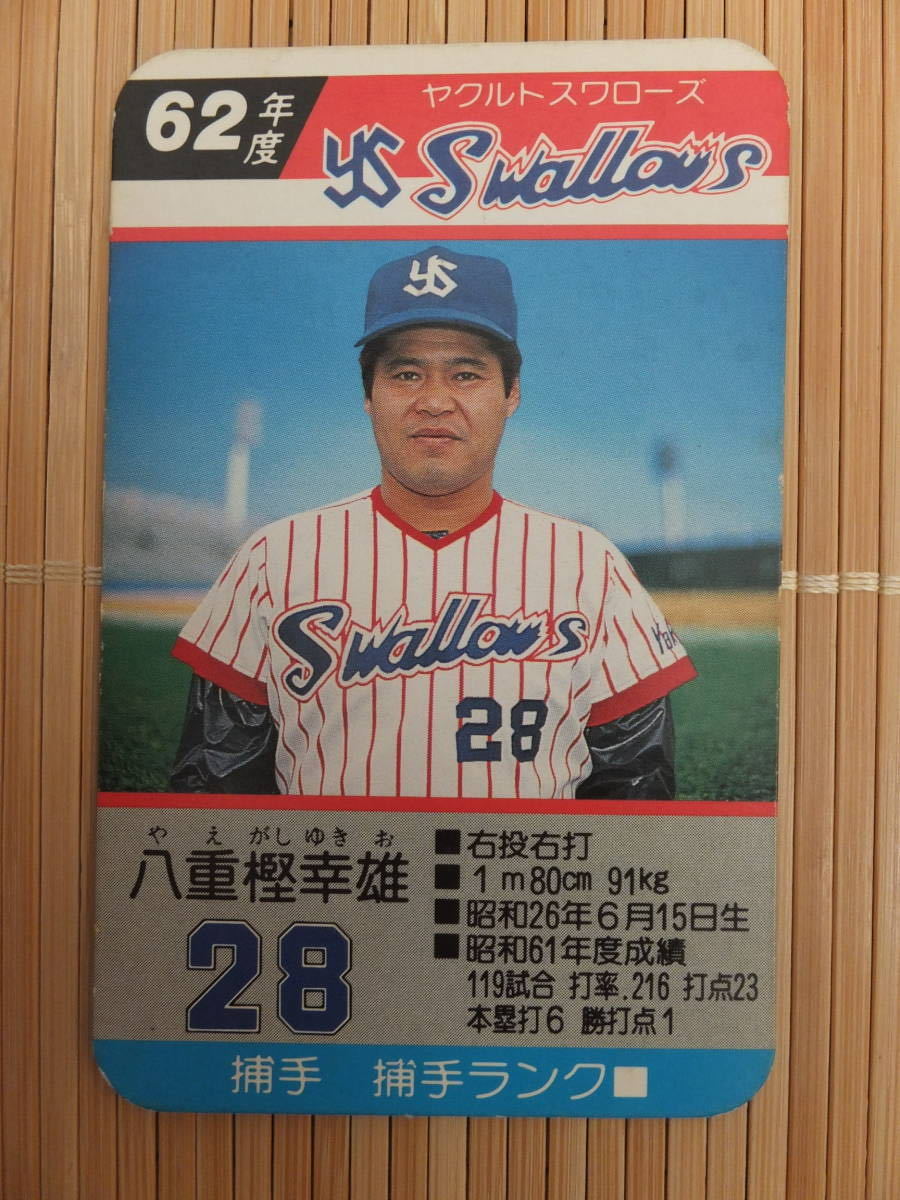 62年度
ヤクルトスワローズ
YS Swallows
YS
Swallows
Yak
28
や え がし ゆき お
八重樫幸雄
28
■右投右打
■1m80cm 91kg
■昭和26年6月15日生
■昭和61年度成績
119試合 打率.216 打点23
本塁打6 勝打点1
捕手 捕手ランク■